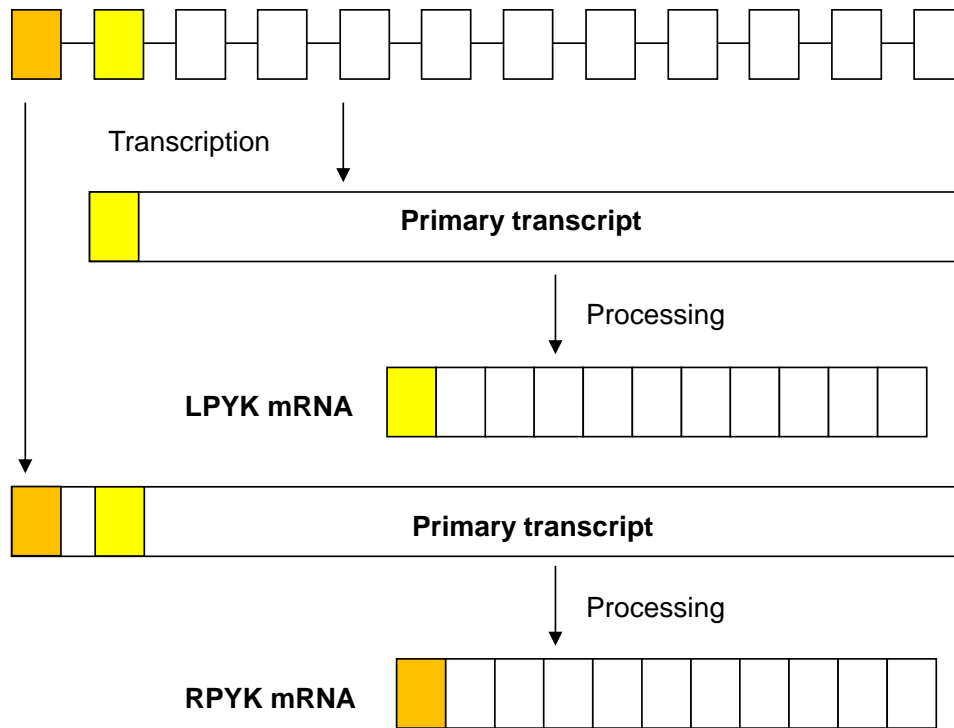 Transcription
Primary transcript
Processing
LPYK mRNA
Primary transcript
Processing
RPYK mRNA